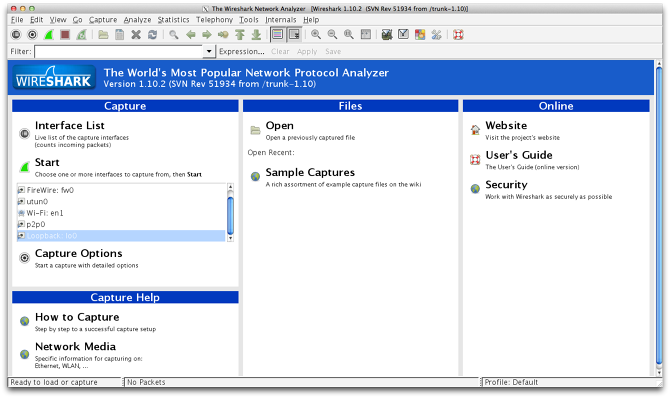 The Wireshark Network Analyzer [Wireshark 1.10.2 (SVN Rev 51934 from /trunk-1.10)]
File Edit View Go Capture Analyze Statistics Telephony Tools Internals Help
Filter: Expression... Clear Apply Save
WIRESHARK
The World's Most Popular Network Protocol Analyzer
Version 1.10.2 (SVN Rev 51934 from /trunk-1.10)
Capture
Interface List
Live list of the capture interfaces
(counts incoming packets)
Start
Choose one or more interfaces to capture from, then Start
FireWire: fw0
utun0
Wi-Fi: en1
p2p0
Loopback: lo0
Capture Options
Start a capture with detailed options
Capture Help
How to Capture
Step by step to a successful capture setup
Network Media
Specific information for capturing on:
Ethernet, WLAN, ...
Files
Open
Open a previously captured file
Open Recent:
Sample Captures
A rich assortment of example capture files on the wiki
Online
Website
Visit the project's website
User's Guide
The User's Guide (online version)
Security
Work with Wireshark as securely as possible
Ready to load or capture
No Packets
Profile: Default